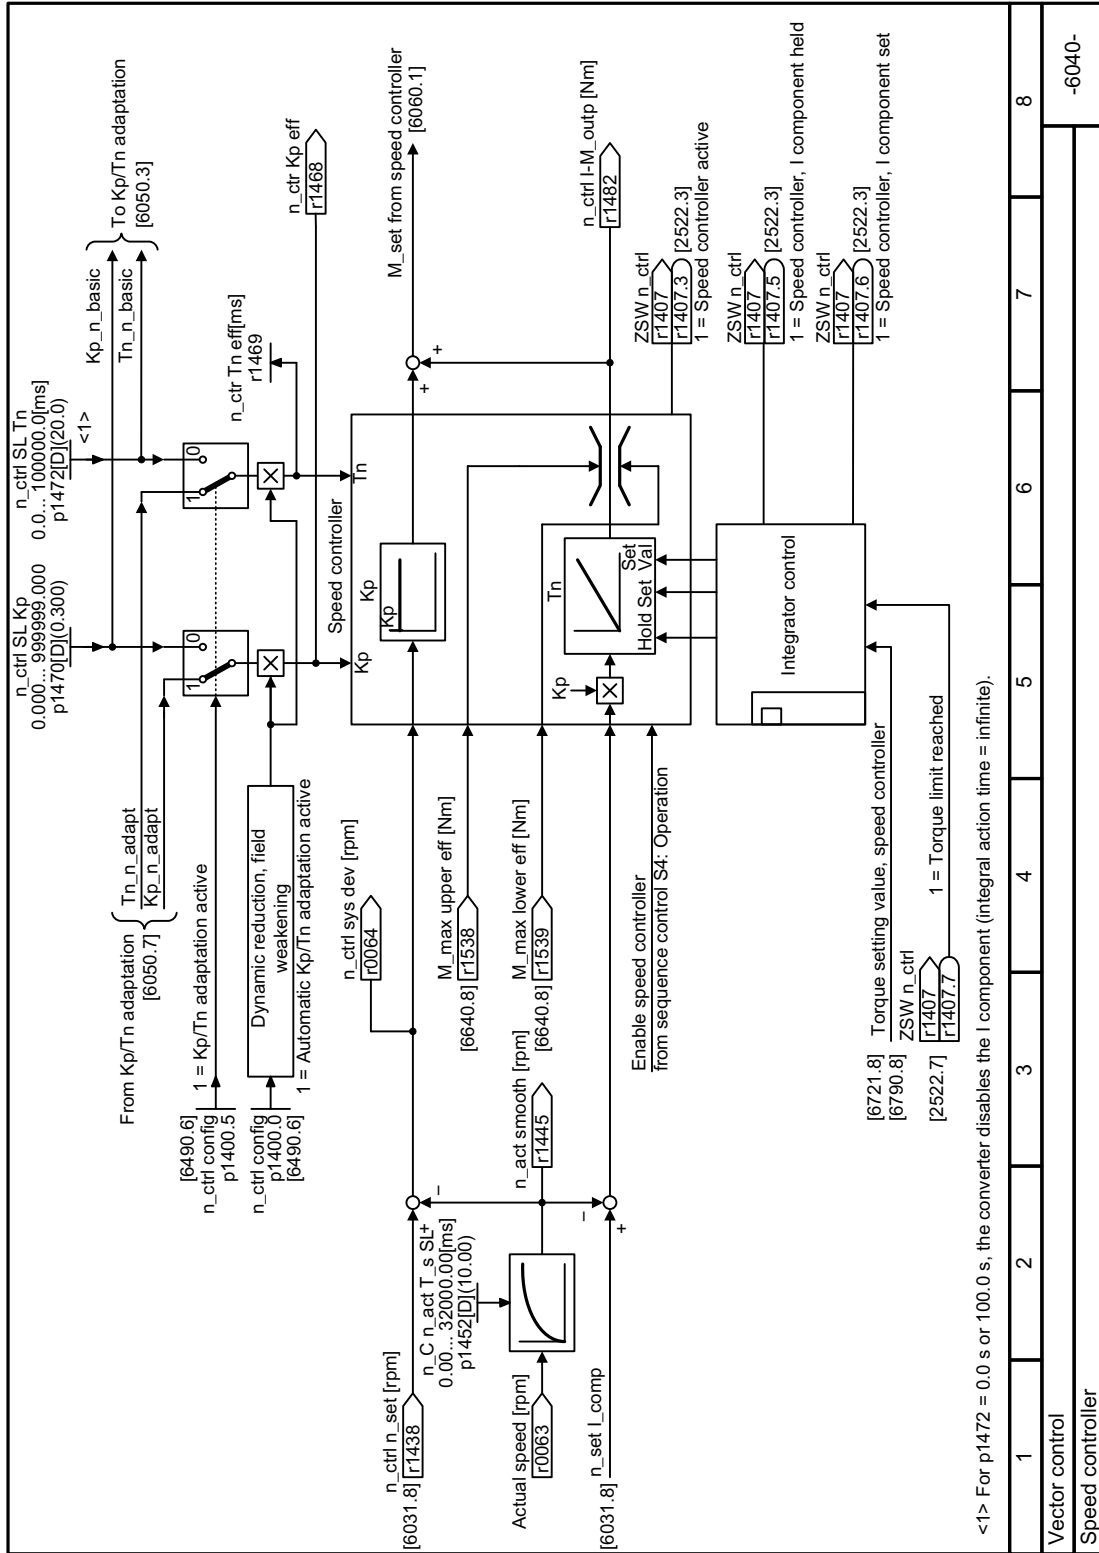 n_ctrl SL Kp
0.000... 999999.000
p1470[D](0.300)
n_ctrl SL Tn
0.0... 100000.0[ms]
p1472[D](20.0)
<1>
From Kp/Tn adaptation
[6050.7]
Tn_n_adapt
Kp_n_adapt
Kp_n_basic
Tn_n_basic
To Kp/Tn adaptation
[6050.3]
[6490.6]
n_ctrl config
p1400.5
1 = Kp/Tn adaptation active
1
0
1
0
n_ctrl config
p1400.0
[6490.6]
Dynamic reduction, field
weakening
1 = Automatic Kp/Tn adaptation active
n_ctr Tn eff[ms]
r1469
n_ctr Kp eff
r1468
Speed controller
Kp
Tn
n_ctrl n_set [rpm]
[6031.8] r1438
n_ctrl sys dev [rpm]
r0064
Kp
Kp
+
+
M_set from speed controller
[6060.1]
n_C n_act T_s SL
0.00... 32000.00[ms]
p1452[D](10.00)
+
–
[6640.8] r1538
M_max upper eff [Nm]
Actual speed [rpm]
r0063
n_act smooth [rpm]
r1445
[6640.8] r1539
M_max lower eff [Nm]
–
+
[6031.8] n_set I_comp
Kp
Tn
Hold Set
Set
Val
n_ctrl I-M_outp [Nm]
r1482
Enable speed controller
from sequence control S4: Operation
ZSW n_ctrl
r1407
r1407.3 [2522.3]
1 = Speed controller active
Integrator control
ZSW n_ctrl
r1407
r1407.5 [2522.3]
1 = Speed controller, I component held
ZSW n_ctrl
r1407
r1407.6 [2522.3]
1 = Speed controller, I component set
[6721.8]
[6790.8]
Torque setting value, speed controller
ZSW n_ctrl
r1407
[2522.7] r1407.7
1 = Torque limit reached
<1> For p1472 = 0.0 s or 100.0 s, the converter disables the I component (integral action time = infinite).
1 2 3 4 5 6 7 8
Vector control
Speed controller
-6040-